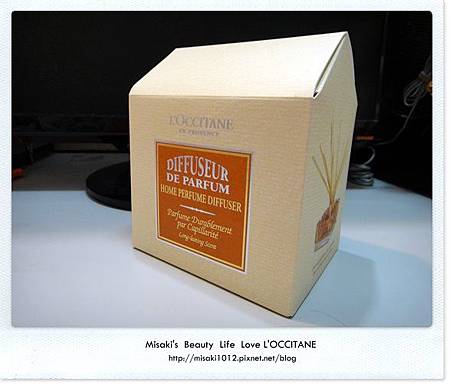 L'OCCITANE
EN PROVENCE
DIFFUSEUR
DE PARFUM
HOME PERFUME DIFFUSER
Parfume Durablement
par Capillarité
Long-lasting Scent
Misaki's Beauty Life Love L'OCCITANE
http://misaki1012.pixnet.net/blog